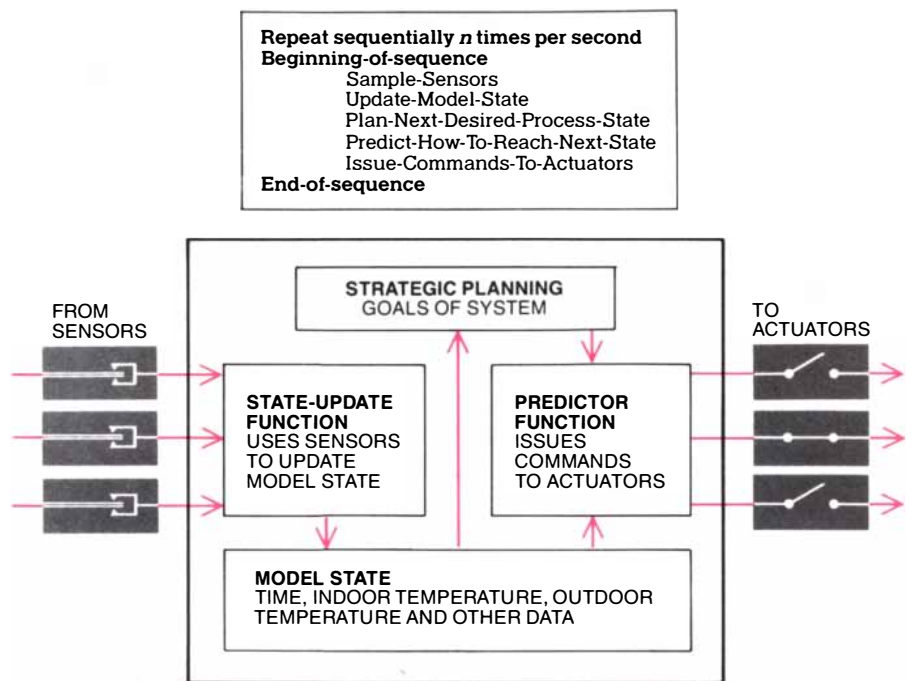 Repeat sequentially n times per second
Beginning-of-sequence
Sample-Sensors
Update-Model-State
Plan-Next-Desired-Process-State
Predict-How-To-Reach-Next-State
Issue-Commands-To-Actuators
End-of-sequence
FROM
SENSORS
STRATEGIC PLANNING
GOALS OF SYSTEM
TO
ACTUATORS
STATE-UPDATE
FUNCTION
USES SENSORS
TO UPDATE
MODEL STATE
PREDICTOR
FUNCTION
ISSUES
COMMANDS
TO ACTUATORS
MODEL STATE
TIME, INDOOR TEMPERATURE, OUTDOOR
TEMPERATURE AND OTHER DATA